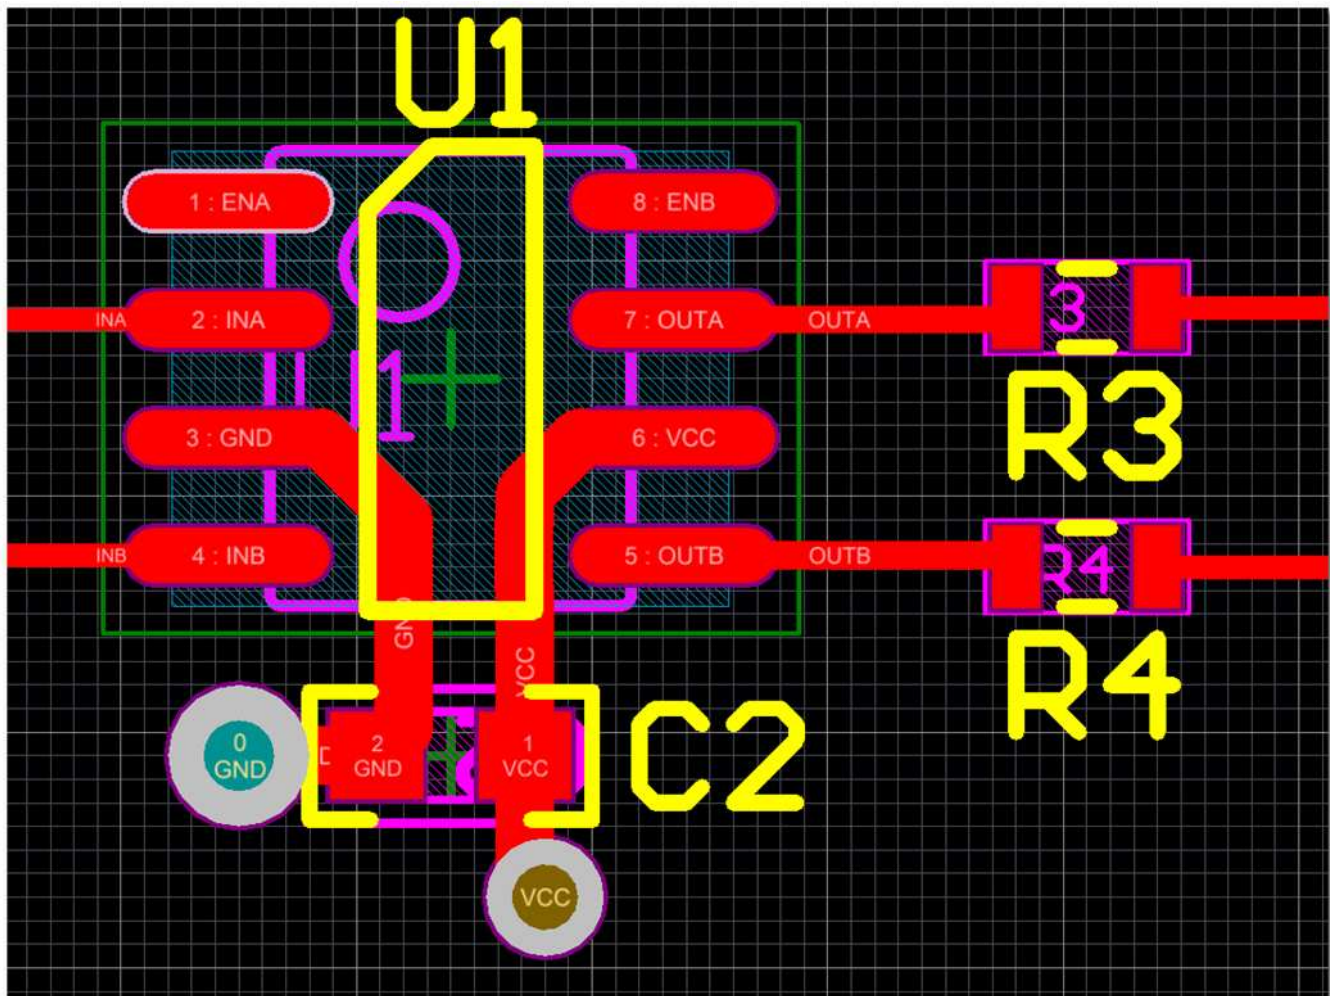 U1
1 : ENA
8 : ENB
INA
2 : INA
7 : OUTA
OUTA
3
1
R3
3 : GND
6 : VCC
INB
4 : INB
5 : OUTB
OUTB
R4
GND
VCC
R4
C2
0
GND
2
GND
1
VCC
VCC